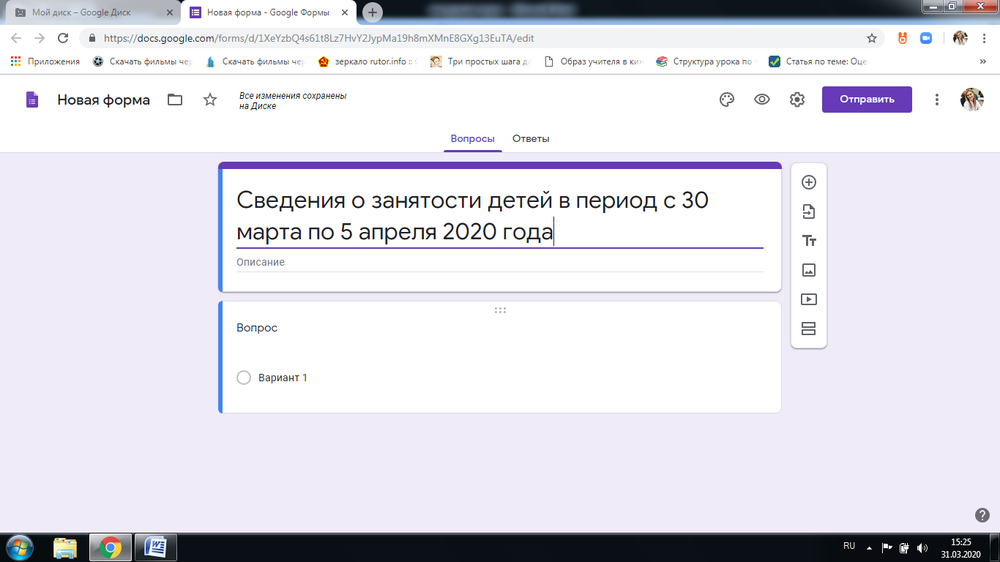 Мой диск – Google Диск
Новая форма - Google Формы
https://docs.google.com/forms/d/1XeYzbQ4s61t8Lz7HvY2JypMa19h8mXMnE8GXg13EuTA/edit
Приложения
Скачать фильмы чер
Скачать фильмы чер
зеркало rutor.info ::
Три простых шага д
Образ учителя в кин
Структура урока по
Статья по теме: Оце
»
Новая форма
Все изменения сохранены
на Диске
Отправить
Вопросы
Ответы
Сведения о занятости детей в период с 30
марта по 5 апреля 2020 года
Описание
Вопрос
Вариант 1
RU
15:25
31.03.2020